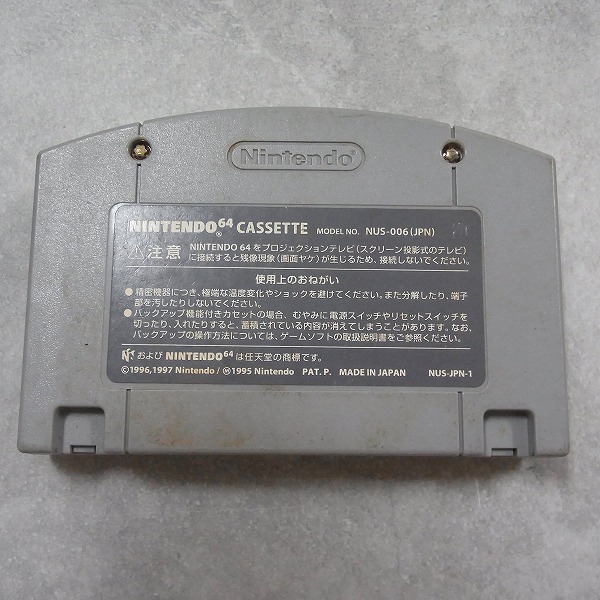 Nintendo®
NINTENDO64® CASSETTE MODEL NO. NUS-006(JPN)
⚠注意 NINTENDO 64をプロジェクションテレビ(スクリーン投影式のテレビ)
に接続すると残像現象(画面ヤケ)が生じるため、接続しないでください。
使用上のおねがい
●精密機器につき、極端な温度変化やショックを避けてください。また分解したり、端子
部を汚したりしないでください。
●バックアップ機能付きカセットの場合、むやみに電源スイッチやリセットスイッチを
切ったり、入れたりすると、蓄積されている内容が消えてしまうことがあります。なお、
バックアップの操作方法については、ゲームソフトの取扱説明書をご参照ください。
および NINTENDO64 は任天堂の商標です。
©1996,1997 Nintendo/Ⓜ1995 Nintendo PAT. P. MADE IN JAPAN NUS-JPN-1